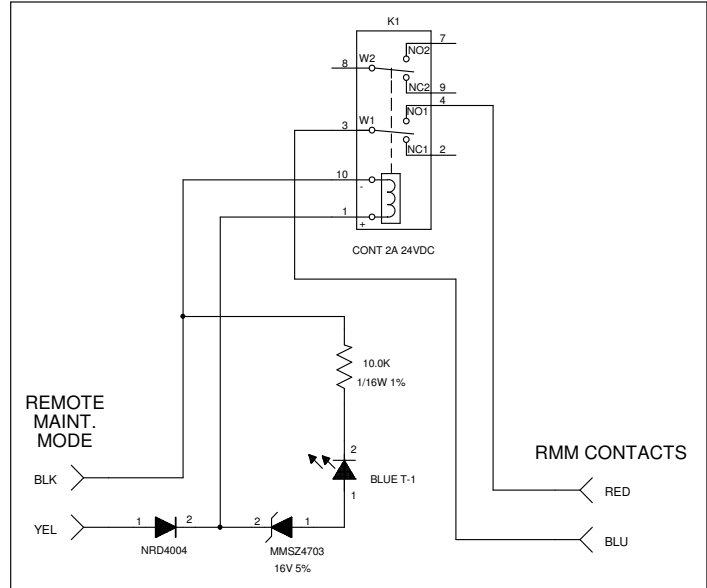 K1
7
NO2
W2
8
NC2
9
4
NO1
W1
3
NC1
2
10
-
1
+
CONT 2A 24VDC
10.0K
1/16W 1%
REMOTE
MAINT.
MODE
2
BLUE T-1
1
RMM CONTACTS
BLK
RED
YEL
1
2
2
1
BLU
NRD4004
MMSZ4703
16V 5%